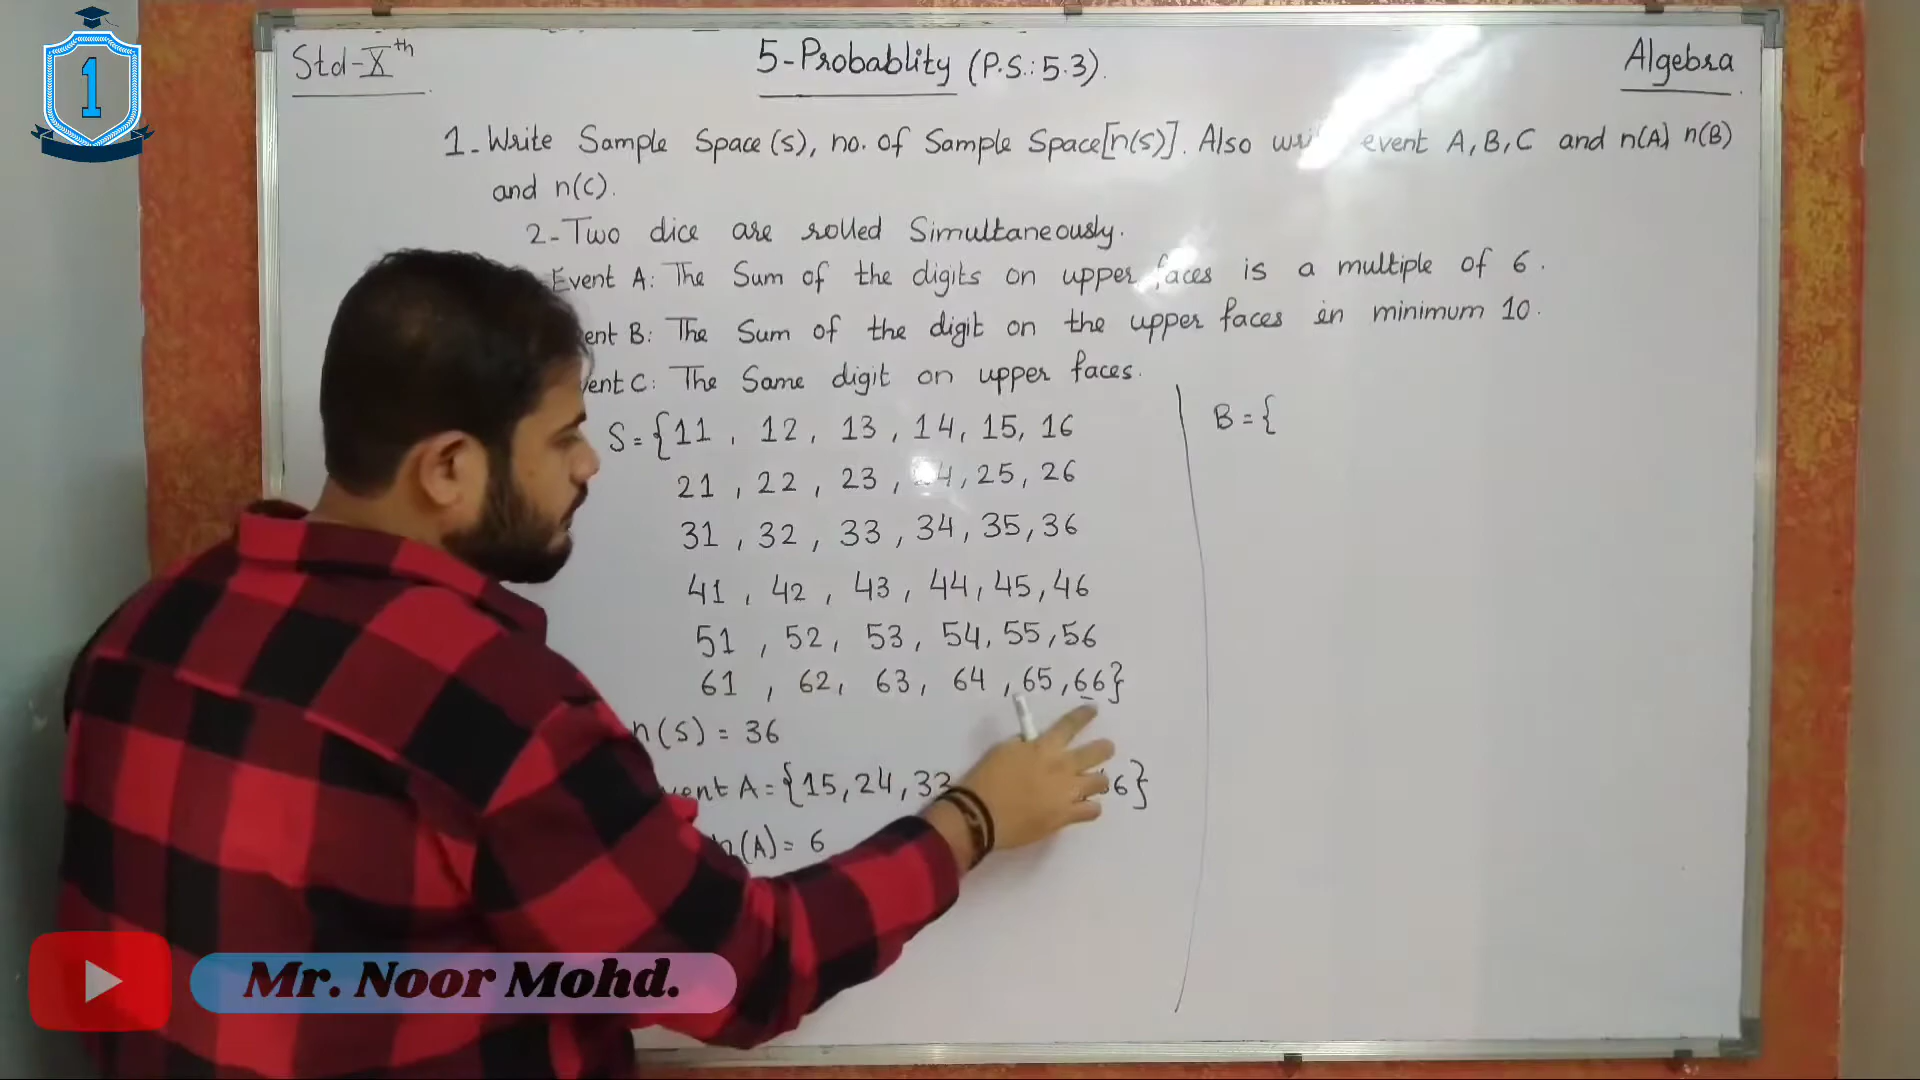 1
Std-Xth
5-Probablity (P.S.:5.3).
Algebra
1-Write Sample Space (s), no. of Sample Space[n(s)]. Also event A, B, C and n(A) n(B)
and n(C).
2-Two dice are rolled Simultaneously.
Event A: The Sum of the digits on upper faces is a multiple of 6.
ent B: The Sum of the digit on the upper faces in minimum 10.
vent C: The Same digit on upper faces.
S={11, 12, 13, 14, 15, 16
21, 22, 23, 24, 25, 26
31, 32, 33, 34, 35, 36
41, 42, 43, 44, 45, 46
51, 52, 53, 54, 55, 56
61, 62, 63, 64, 65, 66}
n(s) = 36
vent A={15, 24, 33 66}
n(A)= 6
B={
Mr. Noor Mohd.